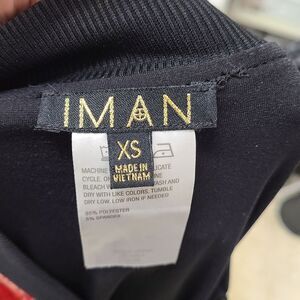 IMAN
XS
MADE IN
VIETNAM
MACHINE
CYCLE.
BLEACH
DRY WITH LIKE COLORS. TUMBLE
DRY LOW. LOW IRON IF NEEDED
95% POLYESTER
5% SPANDEX